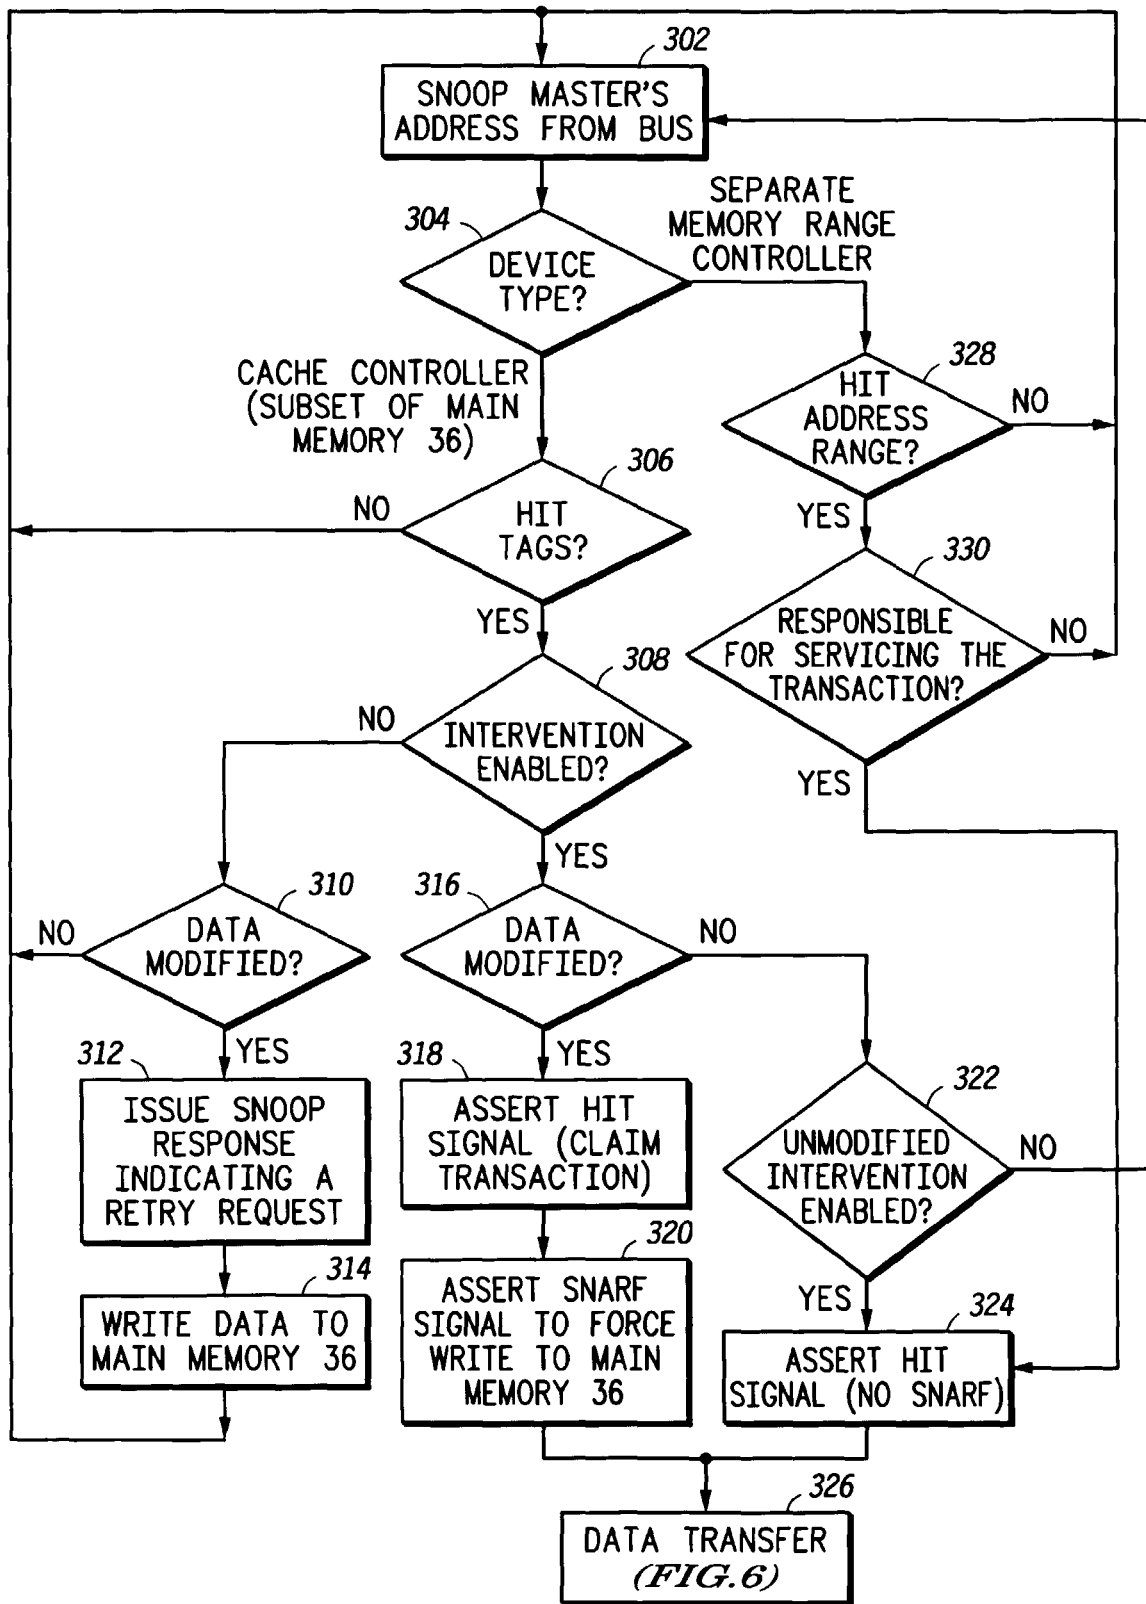 302
SNOOP MASTER'S
ADDRESS FROM BUS
304
DEVICE
TYPE?
SEPARATE
MEMORY RANGE
CONTROLLER
CACHE CONTROLLER
(SUBSET OF MAIN
MEMORY 36)
328
HIT
ADDRESS
RANGE?
NO
YES
306
HIT
TAGS?
NO
YES
330
RESPONSIBLE
FOR SERVICING THE
TRANSACTION?
NO
YES
308
INTERVENTION
ENABLED?
NO
YES
310
DATA
MODIFIED?
NO
YES
316
DATA
MODIFIED?
NO
YES
312
ISSUE SNOOP
RESPONSE
INDICATING A
RETRY REQUEST
318
ASSERT HIT
SIGNAL (CLAIM
TRANSACTION)
322
UNMODIFIED
INTERVENTION
ENABLED?
NO
YES
314
WRITE DATA TO
MAIN MEMORY 36
320
ASSERT SNARF
SIGNAL TO FORCE
WRITE TO MAIN
MEMORY 36
324
ASSERT HIT
SIGNAL (NO SNARF)
326
DATA TRANSFER
(FIG.6)